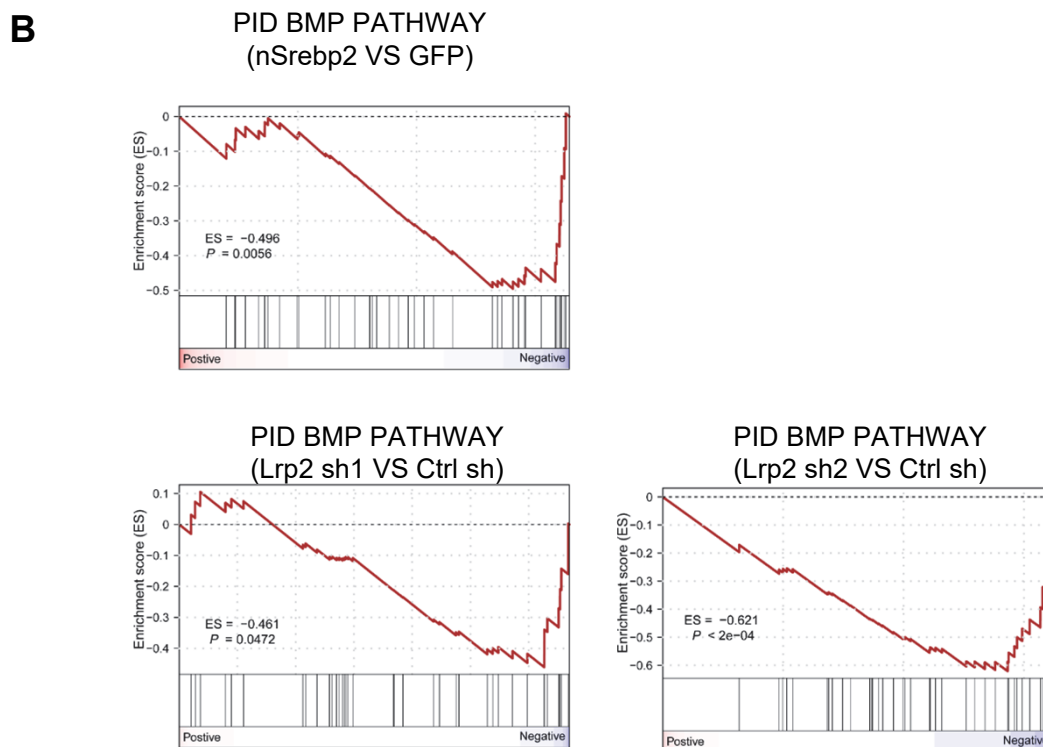 B
PID BMP PATHWAY
(nSrebp2 VS GFP)
Enrichment score (ES)
0
−0.1
−0.2
−0.3
−0.4
−0.5
ES = −0.496
P = 0.0056
Postive
Negative
PID BMP PATHWAY
(Lrp2 sh1 VS Ctrl sh)
Enrichment score (ES)
0.1
0
−0.1
−0.2
−0.3
−0.4
ES = −0.461
P = 0.0472
Postive
Negative
PID BMP PATHWAY
(Lrp2 sh2 VS Ctrl sh)
Enrichment score (ES)
0
−0.1
−0.2
−0.3
−0.4
−0.5
−0.6
ES = −0.621
P < 2e−04
Postive
Negative